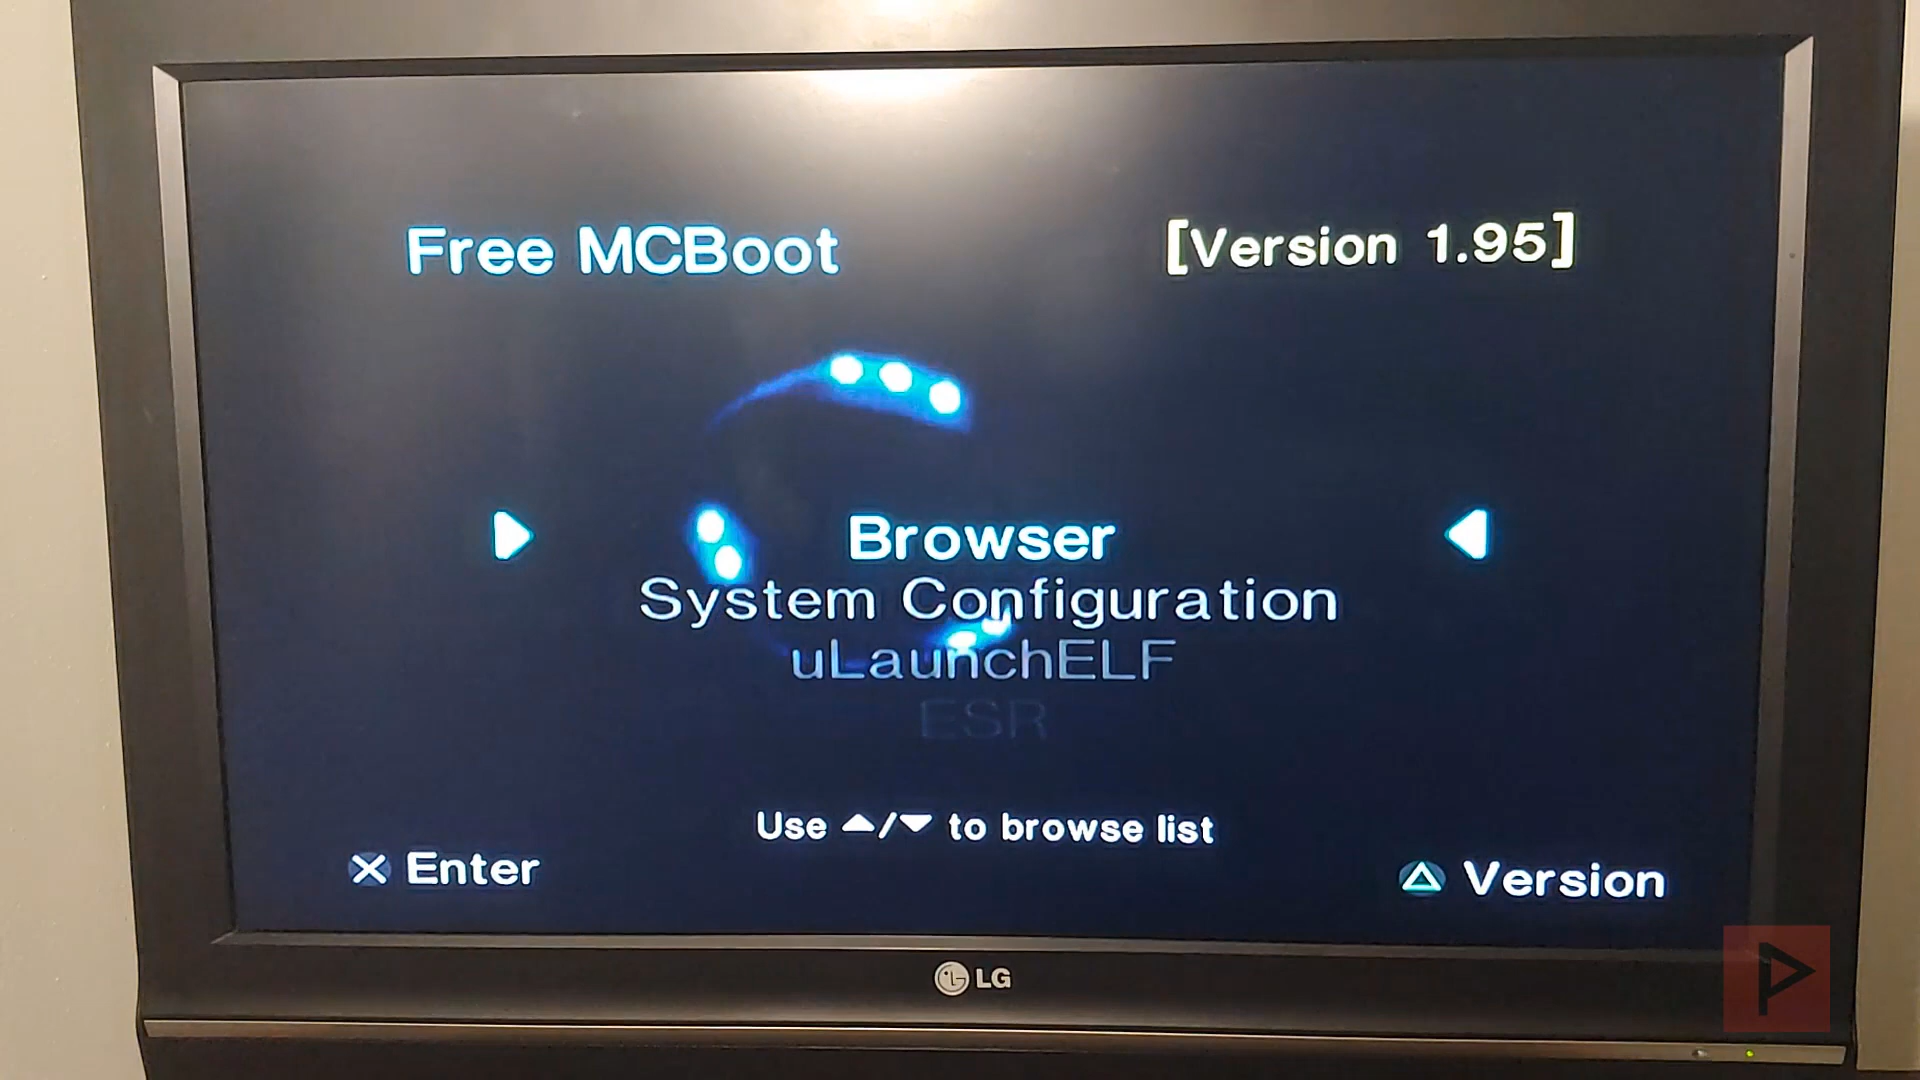 Free MCBoot
[Version 1.95]
Browser
System Configuration
uLaunchELF
ESR
Use ▲/▼ to browse list
Enter
Version
LG